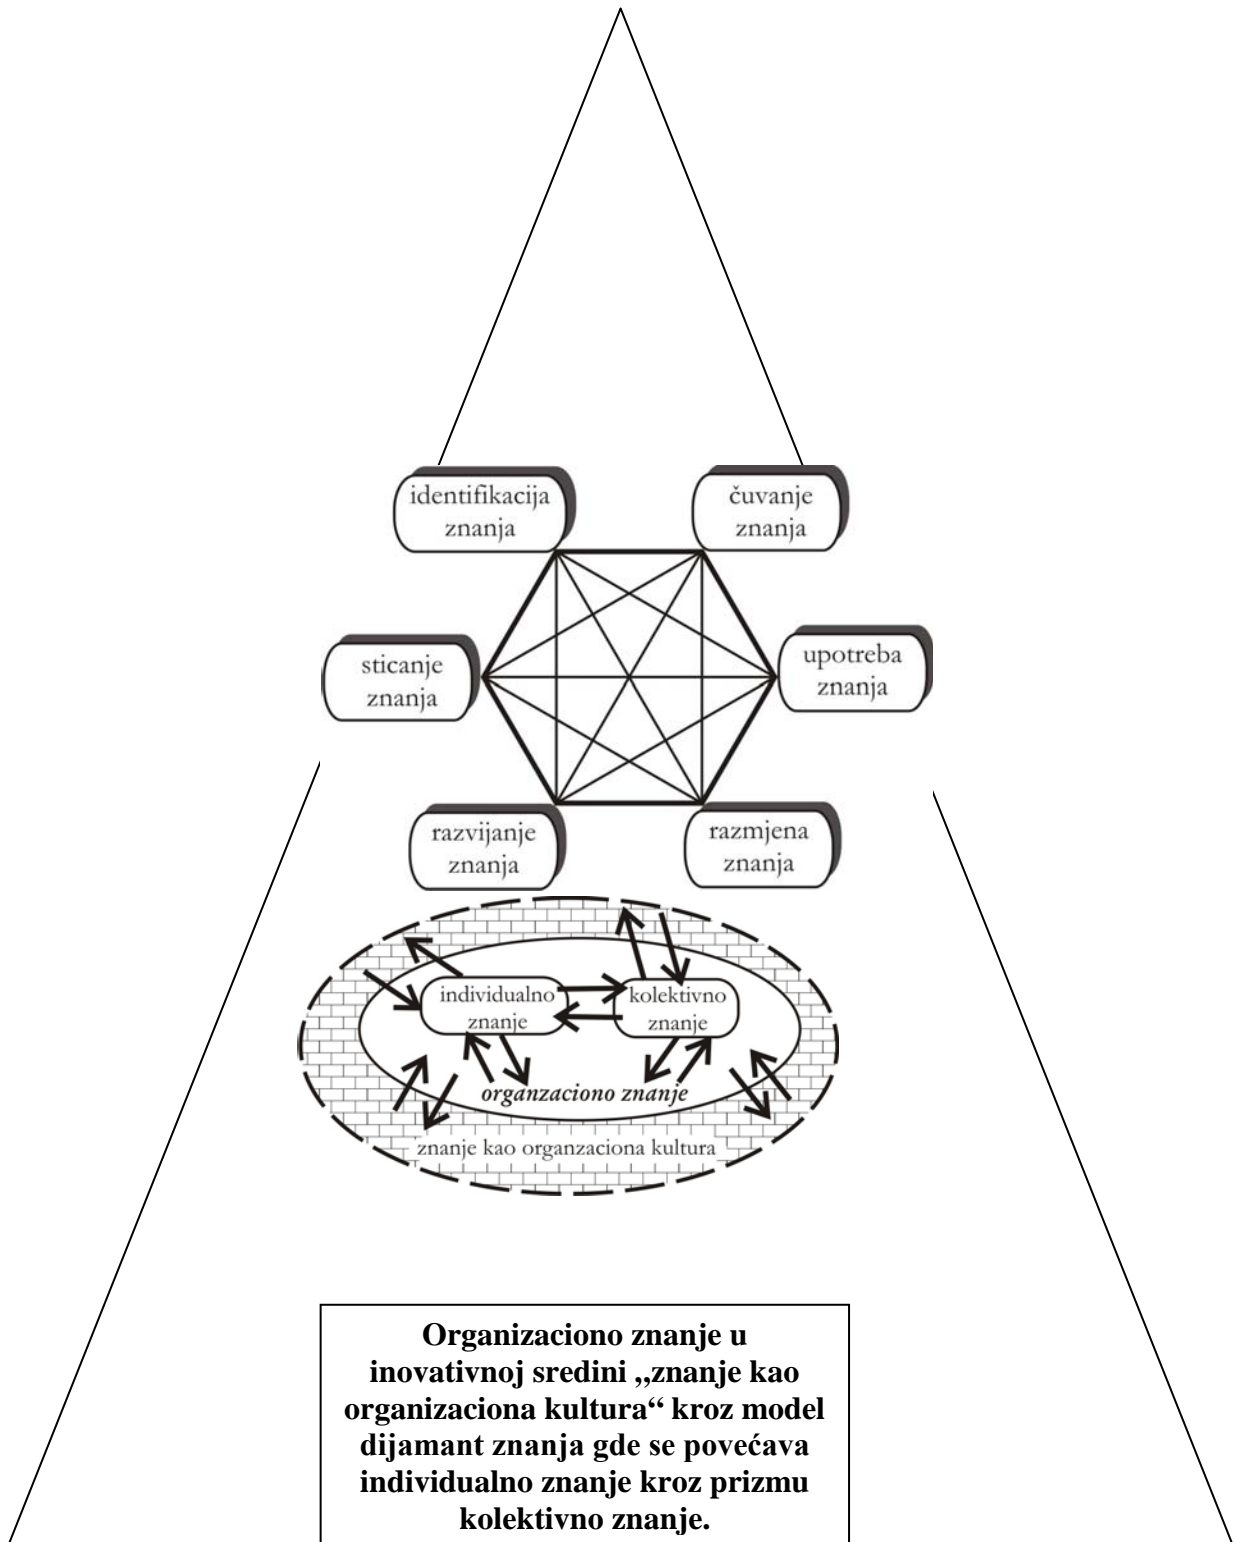 identifikacija
znanja
čuvanje
znanja
sticanje
znanja
upotreba
znanja
razvijanje
znanja
razmjena
znanja
individualno
znanje
kolektivno
znanje
organzaciono znanje
znanje kao organzaciona kultura
Organizaciono znanje u
inovativnoj sredini „znanje kao
organizaciona kultura“ kroz model
dijamant znanja gde se povećava
individualno znanje kroz prizmu
kolektivno znanje.